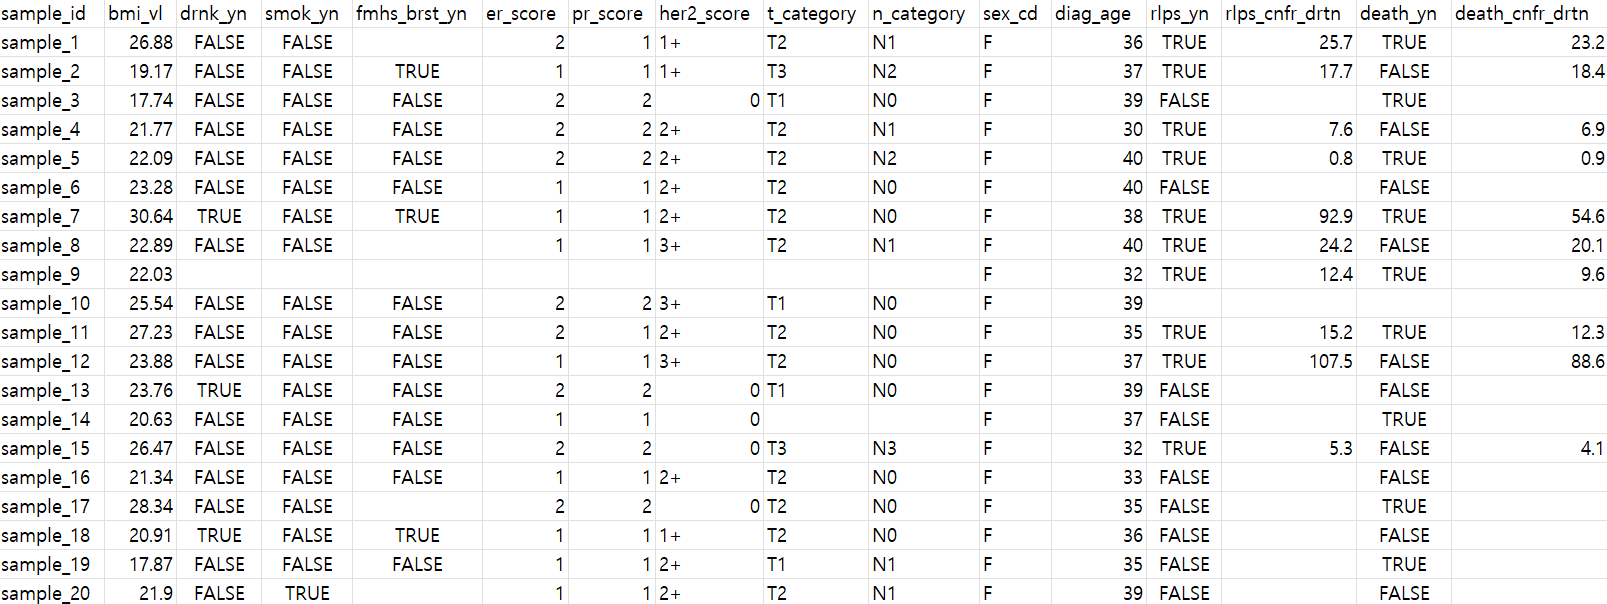 sample_id bmi_vl drnk_yn smok_yn fmhs_brst_yn er_score pr_score her2_score t_category n_category sex_cd diag_age rlps_yn rlps_cnfr_drtn death_yn death_cnfr_drtn
sample_1 26.88 FALSE FALSE 2 1 1+ T2 N1 F 36 TRUE 25.7 TRUE 23.2
sample_2 19.17 FALSE FALSE TRUE 1 1 1+ T3 N2 F 37 TRUE 17.7 FALSE 18.4
sample_3 17.74 FALSE FALSE FALSE 2 2 0 T1 N0 F 39 FALSE TRUE
sample_4 21.77 FALSE FALSE FALSE 2 2 2+ T2 N1 F 30 TRUE 7.6 FALSE 6.9
sample_5 22.09 FALSE FALSE FALSE 2 2 2+ T2 N2 F 40 TRUE 0.8 TRUE 0.9
sample_6 23.28 FALSE FALSE FALSE 1 1 2+ T2 N0 F 40 FALSE FALSE
sample_7 30.64 TRUE FALSE TRUE 1 1 2+ T2 N0 F 38 TRUE 92.9 TRUE 54.6
sample_8 22.89 FALSE FALSE 1 1 3+ T2 N1 F 40 TRUE 24.2 FALSE 20.1
sample_9 22.03 F 32 TRUE 12.4 TRUE 9.6
sample_10 25.54 FALSE FALSE FALSE 2 2 3+ T1 N0 F 39
sample_11 27.23 FALSE FALSE FALSE 2 1 2+ T2 N0 F 35 TRUE 15.2 TRUE 12.3
sample_12 23.88 FALSE FALSE FALSE 1 1 3+ T2 N0 F 37 TRUE 107.5 FALSE 88.6
sample_13 23.76 TRUE FALSE FALSE 2 2 0 T1 N0 F 39 FALSE FALSE
sample_14 20.63 FALSE FALSE FALSE 1 1 0 F 37 FALSE TRUE
sample_15 26.47 FALSE FALSE FALSE 2 2 0 T3 N3 F 32 TRUE 5.3 FALSE 4.1
sample_16 21.34 FALSE FALSE FALSE 1 1 2+ T2 N0 F 33 FALSE FALSE
sample_17 28.34 FALSE FALSE 2 2 0 T2 N0 F 35 FALSE TRUE
sample_18 20.91 TRUE FALSE TRUE 1 1 1+ T2 N0 F 36 FALSE FALSE
sample_19 17.87 FALSE FALSE FALSE 1 1 2+ T1 N1 F 35 FALSE TRUE
sample_20 21.9 FALSE TRUE 1 1 2+ T2 N1 F 39 FALSE FALSE